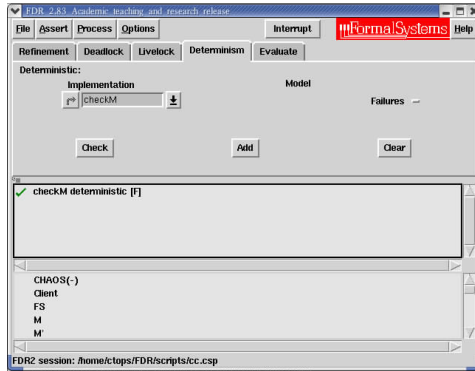 FDR 2.83 Academic teaching and research release
File Assert Process Options Interrupt FormalSystems Help
Refinement Deadlock Livelock Determinism Evaluate
Deterministic:
Implementation Model
checkM Failures
Check Add Clear
checkM deterministic [F]
CHAOS(-)
Client
FS
M
M'
FDR2 session: /home/ctops/FDR/scripts/cc.csp